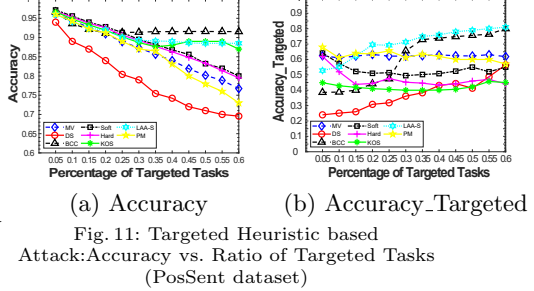 0.95
0.9
0.85
0.8
0.75
0.7
0.65
0.6
Accuracy
MV
Soft
LAA-S
DS
Hard
PM
BCC
KOS
0.05 0.1 0.15 0.2 0.25 0.3 0.35 0.4 0.45 0.5 0.55 0.6
Percentage of Targeted Tasks
(a) Accuracy
1
0.9
0.8
0.7
0.6
0.5
0.4
0.3
0.2
0.1
0
Accuracy_Targeted
MV
Soft
LAA-S
DS
Hard
PM
BCC
KOS
0.05 0.1 0.15 0.2 0.25 0.3 0.35 0.4 0.45 0.5 0.55 0.6
Percentage of Targeted Tasks
(b) Accuracy_Targeted
Fig. 11: Targeted Heuristic based
Attack:Accuracy vs. Ratio of Targeted Tasks
(PosSent dataset)